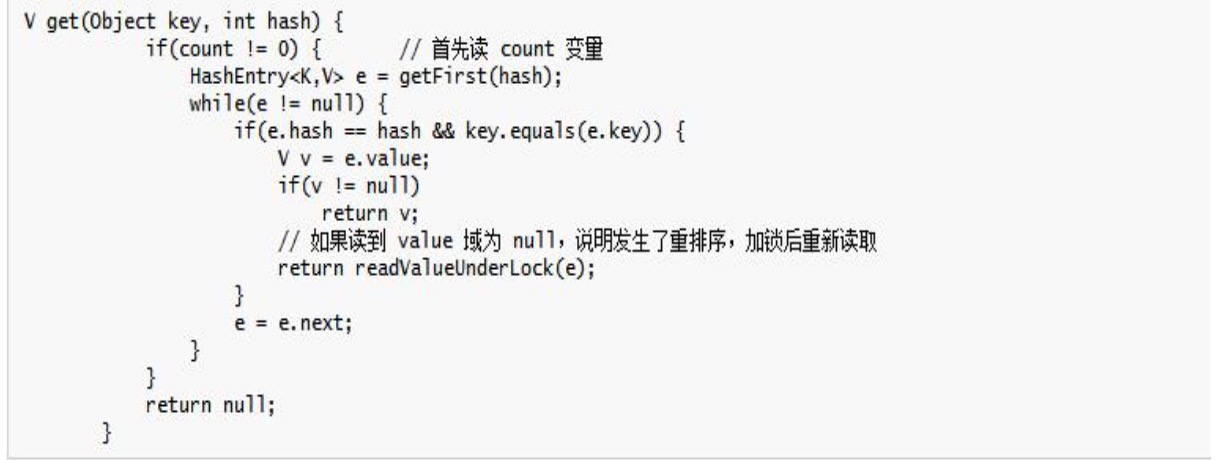 V get(Object key, int hash) {
if(count != 0) { // 首先读 count 变量
HashEntry<K,V> e = getFirst(hash);
while(e != null) {
if(e.hash == hash && key.equals(e.key)) {
V v = e.value;
if(v != null)
return v;
// 如果读到 value 域为 null，说明发生了重排序，加锁后重新读取
return readValueUnderLock(e);
}
e = e.next;
}
}
return null;
}